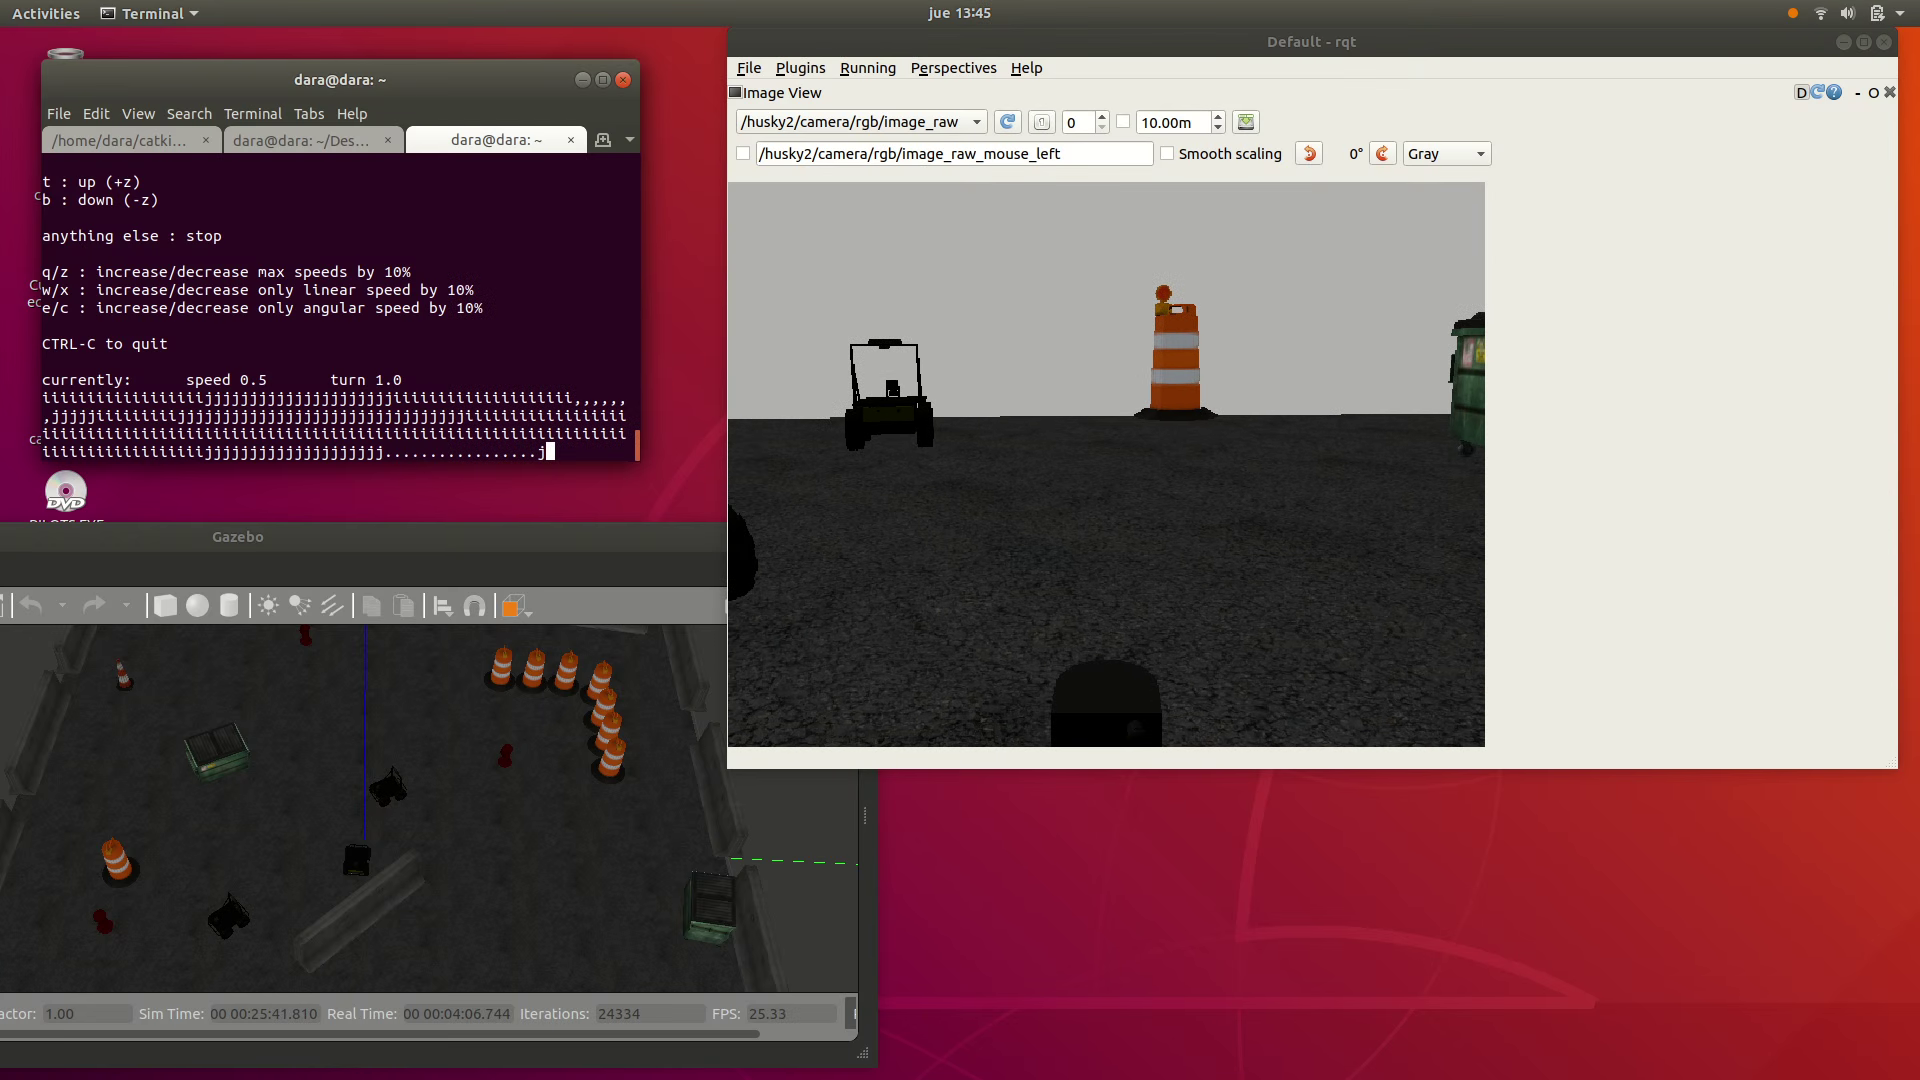 Activities
Terminal
jue 13:45
dara@dara: ~
File Edit View Search Terminal Tabs Help
/home/dara/catki...
dara@dara: ~/Des...
dara@dara: ~
t : up (+z)
b : down (-z)
anything else : stop
q/z : increase/decrease max speeds by 10%
w/x : increase/decrease only linear speed by 10%
e/c : increase/decrease only angular speed by 10%
CTRL-C to quit
currently: speed 0.5 turn 1.0
DVD
Default - rqt
File Plugins Running Perspectives Help
Image View
D
- O
/husky2/camera/rgb/image_raw
0
10.00m
/husky2/camera/rgb/image_raw_mouse_left
Smooth scaling
0°
Gray
Gazebo
actor: 1.00 Sim Time: 00 00:25:41.810 Real Time: 00 00:04:06.744 Iterations: 24334 FPS: 25.33